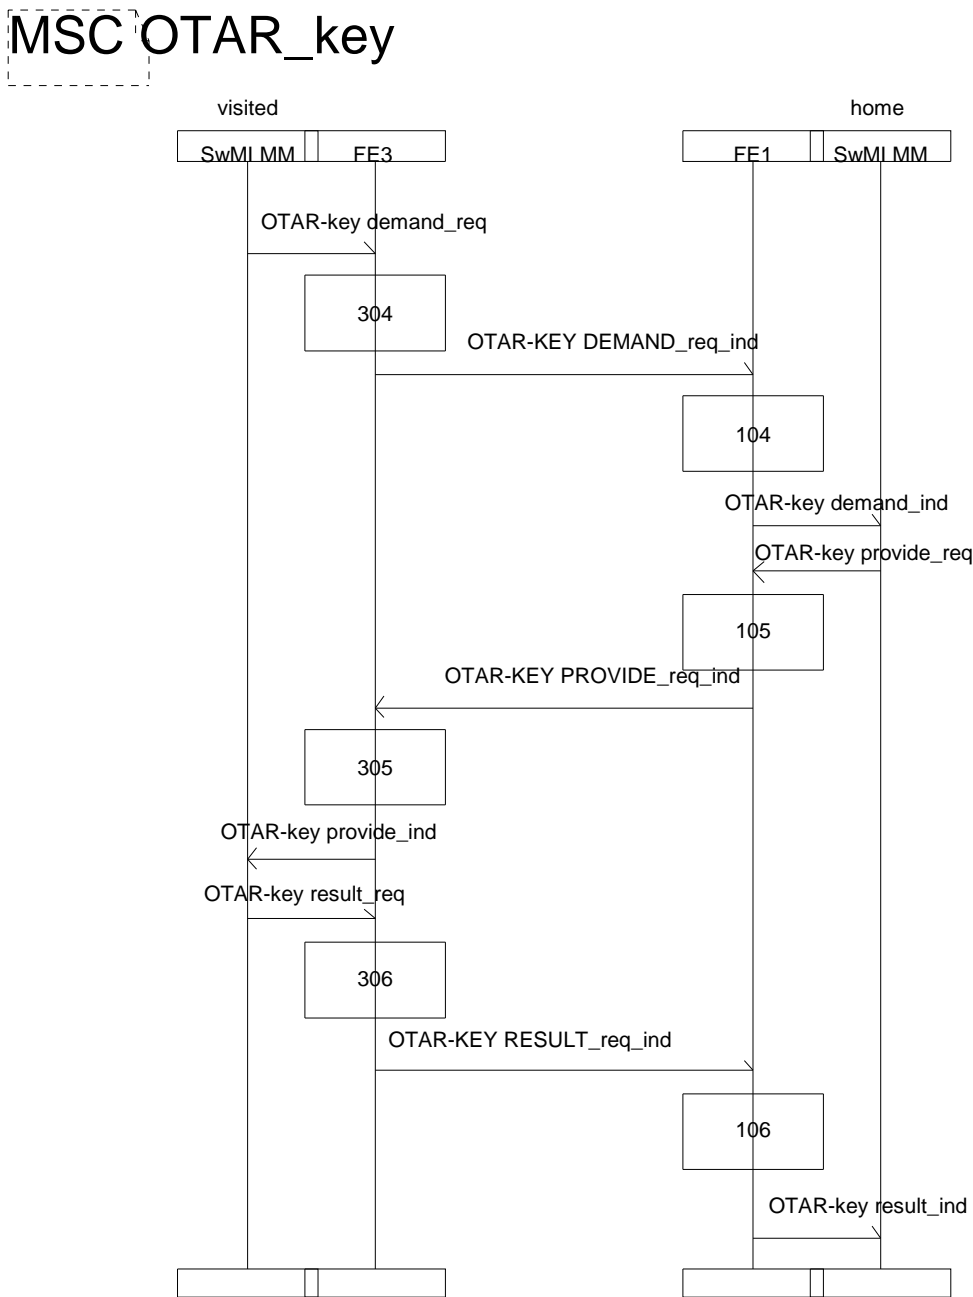 MSC OTAR_key
visited
home
SwMI MM
FE3
FE1
SwMI MM
OTAR-key demand_req
304
OTAR-KEY DEMAND_req_ind
104
OTAR-key demand_ind
OTAR-key provide_req
105
OTAR-KEY PROVIDE_req_ind
305
OTAR-key provide_ind
OTAR-key result_req
306
OTAR-KEY RESULT_req_ind
106
OTAR-key result_ind